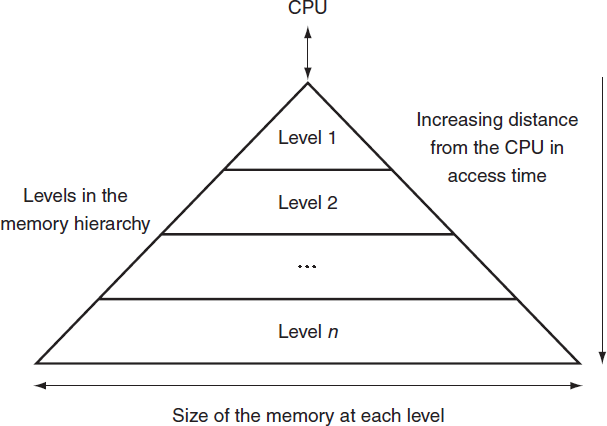 CPU
Level 1
Increasing distance
from the CPU in
access time
Levels in the
memory hierarchy
Level 2
...
Level n
Size of the memory at each level